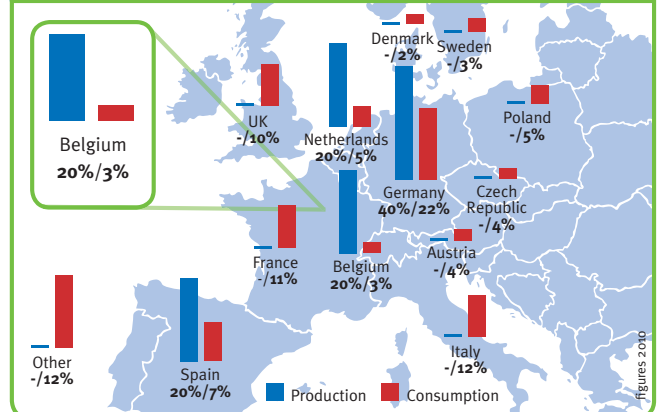 Belgium
20%/3%
Denmark
-/2%
Sweden
-/3%
UK
-/10%
Netherlands
20%/5%
Poland
-/5%
Germany
40%/22%
Czech
Republic
-/4%
France
-/11%
Belgium
20%/3%
Austria
-/4%
Other
-/12%
Spain
20%/7%
Italy
-/12%
Production
Consumption
figures 2010